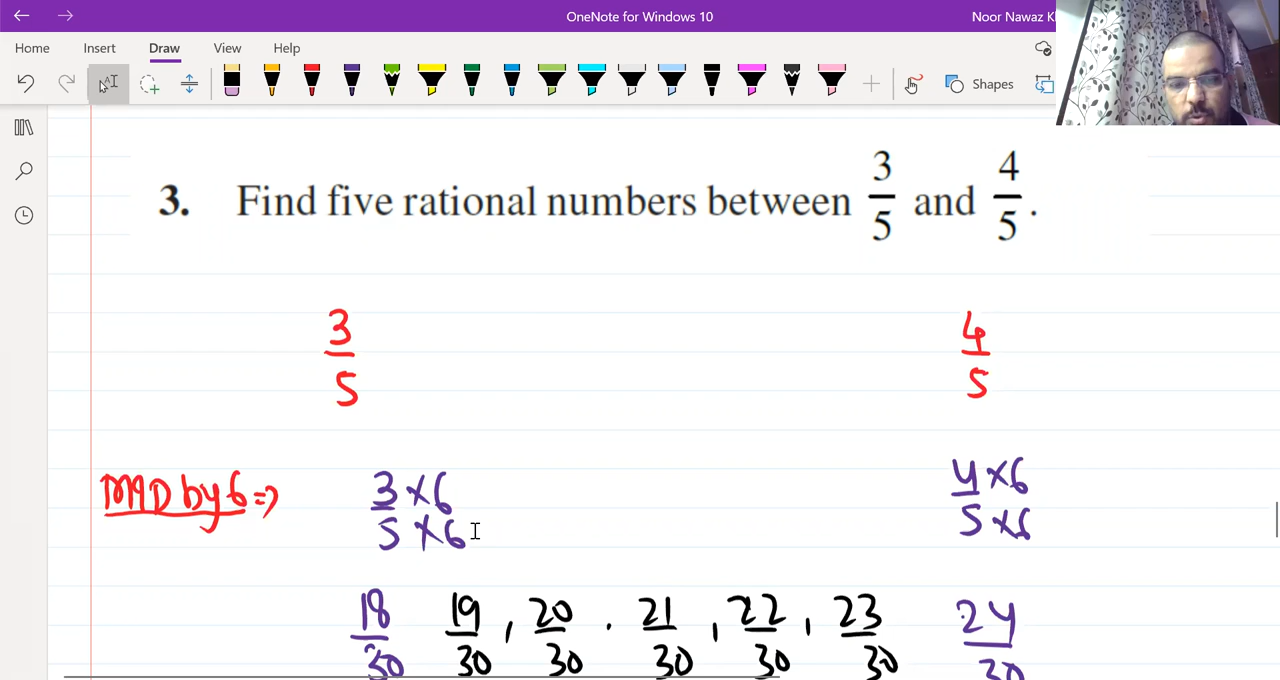 OneNote for Windows 10
Noor Nawaz K
Home Insert Draw View Help
Shapes
3. Find five rational numbers between 3/5 and 4/5.
3/5 4/5
M&D by 6 => 3×6/5×6 4×6/5×6
18/30 19/30, 20/30 . 21/30, 22/30, 23/30 24/30